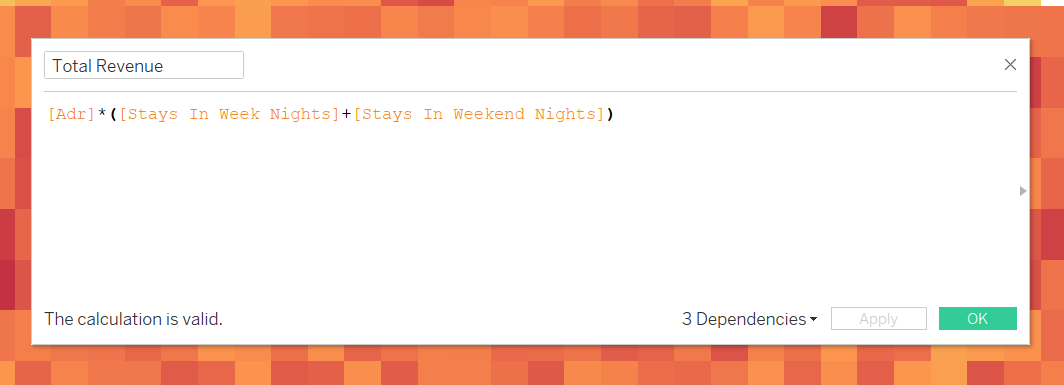 Total Revenue
[Adr]*([Stays In Week Nights]+[Stays In Weekend Nights])
The calculation is valid. 3 Dependencies Apply OK